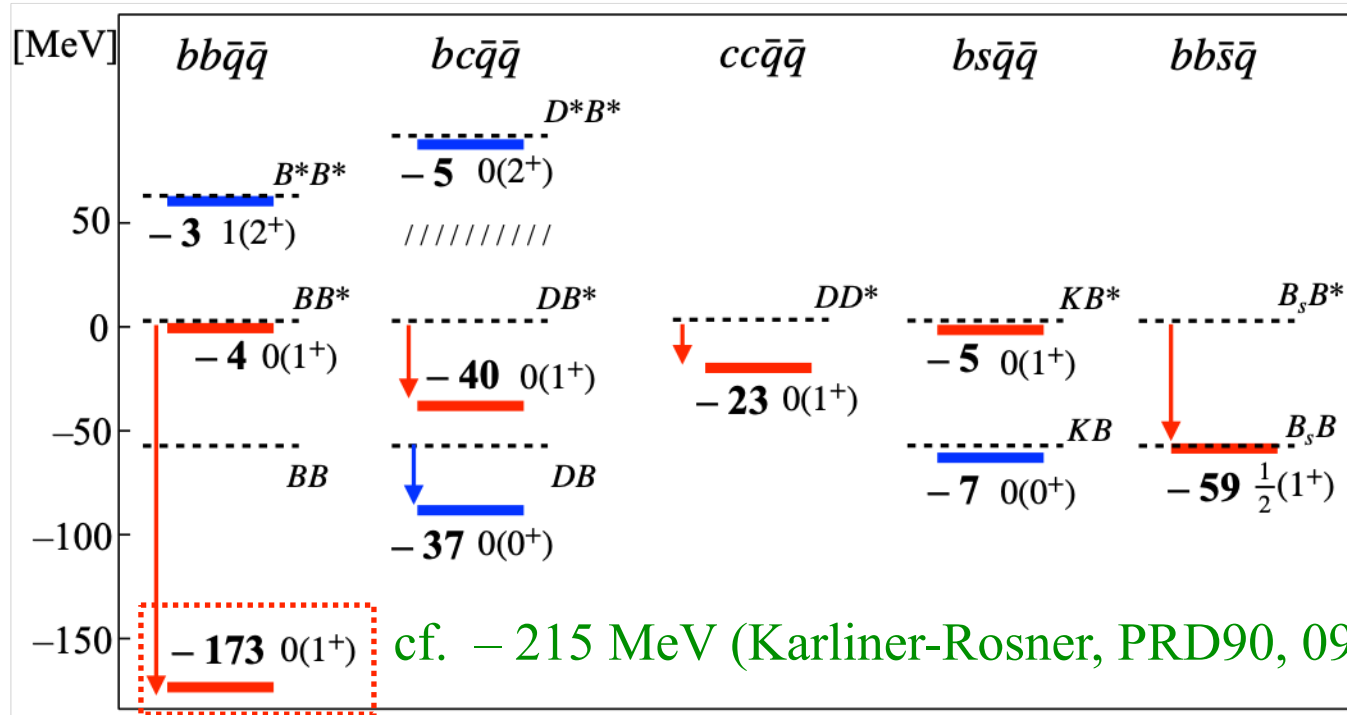 [MeV]
bbq̄q̄ bcq̄q̄ ccq̄q̄ bsq̄q̄ bbs̄q̄
D*B*
– 5 0(2⁺)
B*B*
50
– 3 1(2⁺)
//////////
BB* DB* DD* KB* BₛB*
0
– 4 0(1⁺)
– 40 0(1⁺)
– 23 0(1⁺)
– 5 0(1⁺)
–50
BB DB KB BₛB
– 37 0(0⁺)
– 7 0(0⁺)
– 59 ½(1⁺)
–100
–150
– 173 0(1⁺) cf. – 215 MeV (Karliner-Rosner, PRD90, 09